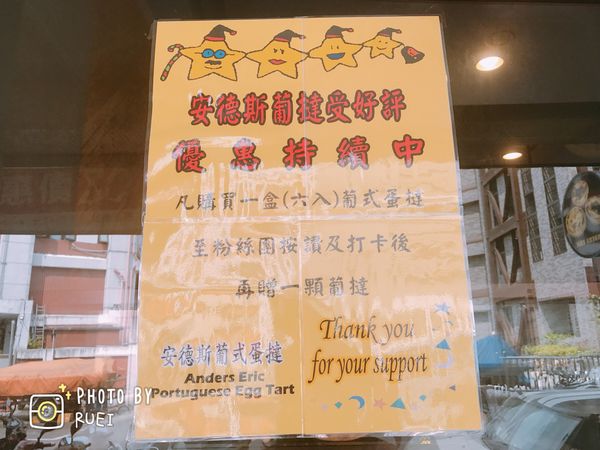 安德斯葡撻受好評
優惠持續中
凡購買一盒(六入)葡式蛋撻
至粉絲團按讚及打卡後
再贈一顆葡撻
安德斯葡式蛋撻
Anders Eric
Portuguese Egg Tart
Thank you
for your support
PHOTO BY
RUEI